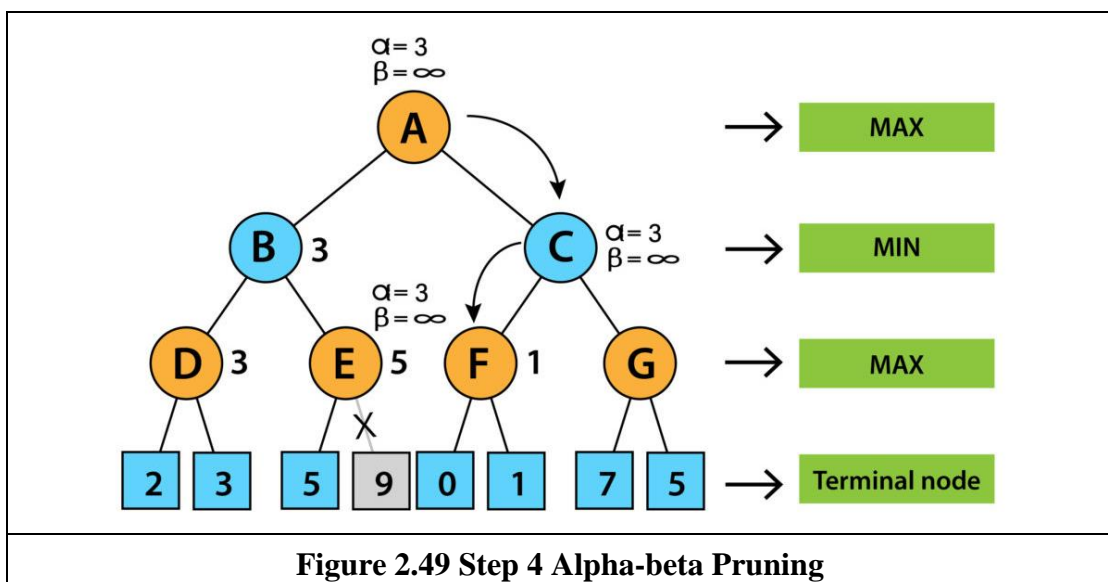 α= 3
β= ∞
A
MAX
B
3
C
α= 3
β= ∞
MIN
α= 3
β= ∞
D
3
E
5
F
1
G
MAX
X
2
3
5
9
0
1
7
5
Terminal node
Figure 2.49 Step 4 Alpha-beta Pruning